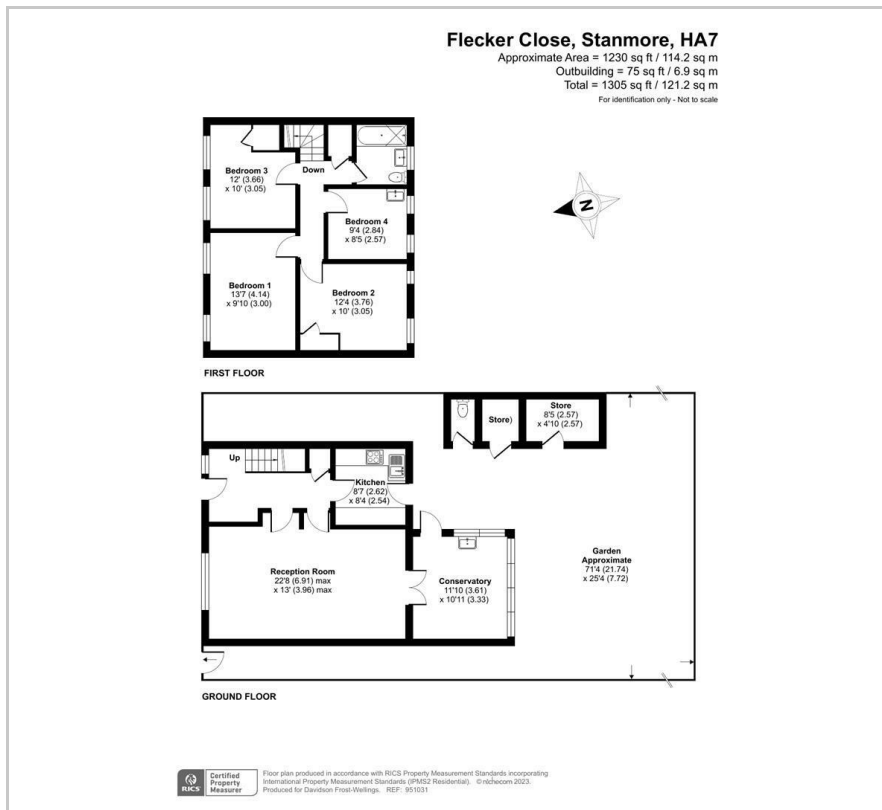 Flecker Close, Stanmore, HA7
Approximate Area = 1230 sq ft / 114.2 sq m
Outbuilding = 75 sq ft / 6.9 sq m
Total = 1305 sq ft / 121.2 sq m
For identification only - Not to scale
Bedroom 3
12' (3.66)
x 10' (3.05)
Down
Bedroom 4
9'4 (2.84)
x 8'5 (2.57)
N
Bedroom 1
13'7 (4.14)
x 9'10 (3.00)
Bedroom 2
12'4 (3.76)
x 10' (3.05)
FIRST FLOOR
Store)
Store
8'5 (2.57)
x 4'10 (2.57)
Up
Kitchen
8'7 (2.62)
x 8'4 (2.54)
Reception Room
22'8 (6.91) max
x 13' (3.96) max
Conservatory
11'10 (3.61)
x 10'11 (3.33)
Garden
Approximate
71'4 (21.74)
x 25'4 (7.72)
GROUND FLOOR
RICS
Certified
Property
Measurer
Floor plan produced in accordance with RICS Property Measurement Standards incorporating
International Property Measurement Standards (IPMS2 Residential). © nichecom 2023.
Produced for Davidson Frost-Wellings. REF: 951031